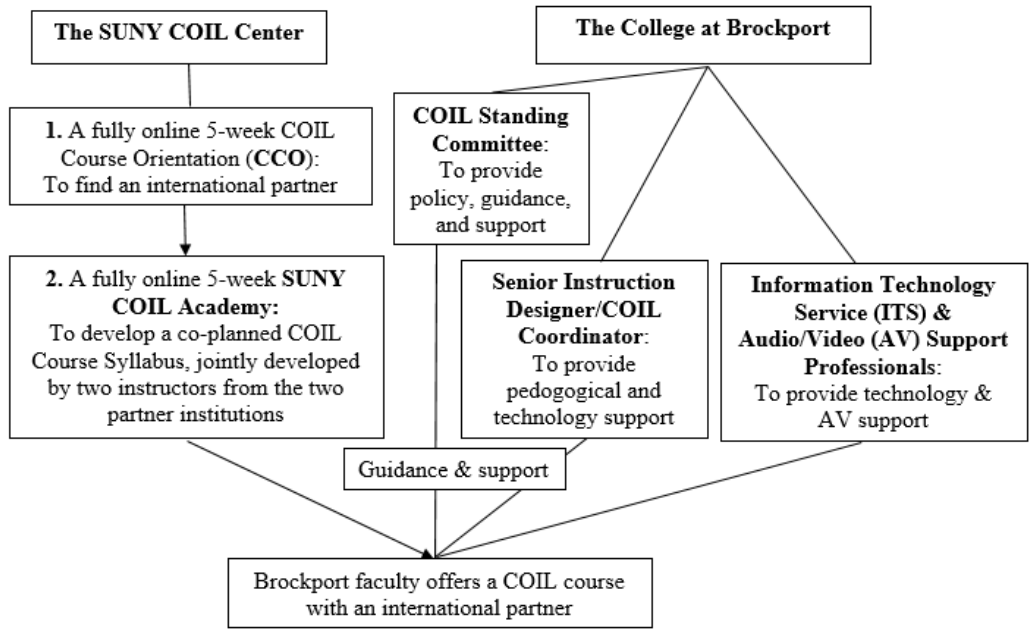 The SUNY COIL Center
The College at Brockport
1. A fully online 5-week COIL
Course Orientation (CCO):
To find an international partner
COIL Standing
Committee:
To provide
policy, guidance,
and support
2. A fully online 5-week SUNY
COIL Academy:
To develop a co-planned COIL
Course Syllabus, jointly developed
by two instructors from the two
partner institutions
Senior Instruction
Designer/COIL
Coordinator:
To provide
pedogogical and
technology support
Information Technology
Service (ITS) &
Audio/Video (AV) Support
Professionals:
To provide technology &
AV support
Guidance & support
Brockport faculty offers a COIL course
with an international partner